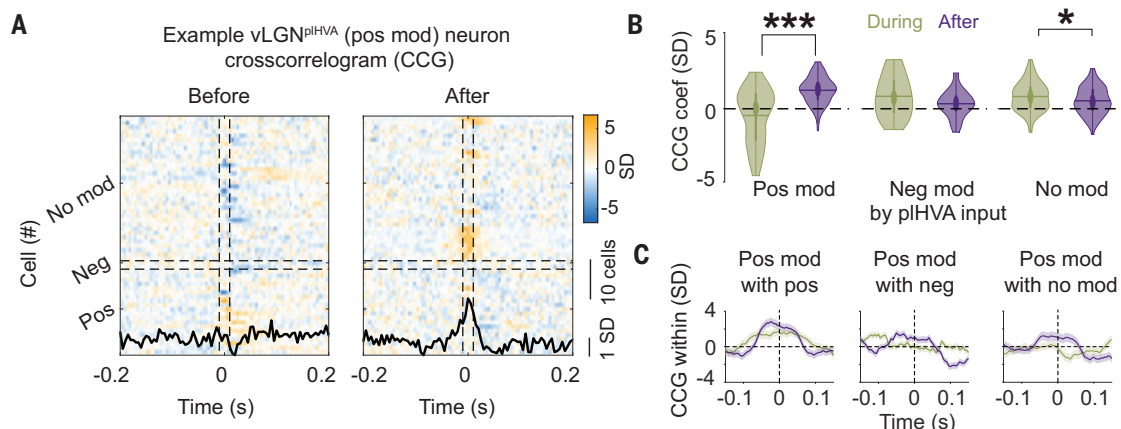 A
Example vLGN^plHVA (pos mod) neuron
crosscorrelogram (CCG)
Before
After
Cell (#)
No mod
Neg
Pos
-0.2
0
0.2
Time (s)
-0.2
0
0.2
Time (s)
5
0
-5
SD
10 cells
1 SD
B
During
After
***
*
CCG coef (SD)
5
0
-5
Pos mod
Neg mod
No mod
by plHVA input
C
Pos mod
with pos
Pos mod
with neg
Pos mod
with no mod
CCG within (SD)
4
0
-4
-0.1
0
0.1
-0.1
0
0.1
-0.1
0
0.1
Time (s)